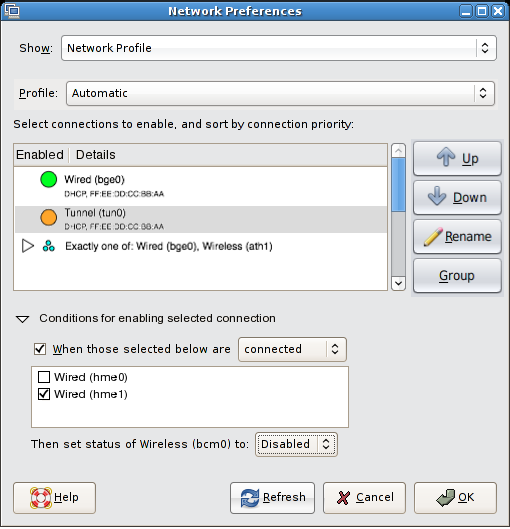 Network Preferences
Show: Network Profile
Profile: Automatic
Select connections to enable, and sort by connection priority:
Enabled Details
Wired (bge0)
DHCP, FF:EE:DD:CC:BB:AA
Tunnel (tun0)
DHCP, FF:EE:DD:CC:BB:AA
Exactly one of: Wired (bge0), Wireless (ath1)
Up
Down
Rename
Group
Conditions for enabling selected connection
When those selected below are connected
Wired (hme0)
Wired (hme1)
Then set status of Wireless (bcm0) to: Disabled
Help Refresh Cancel OK